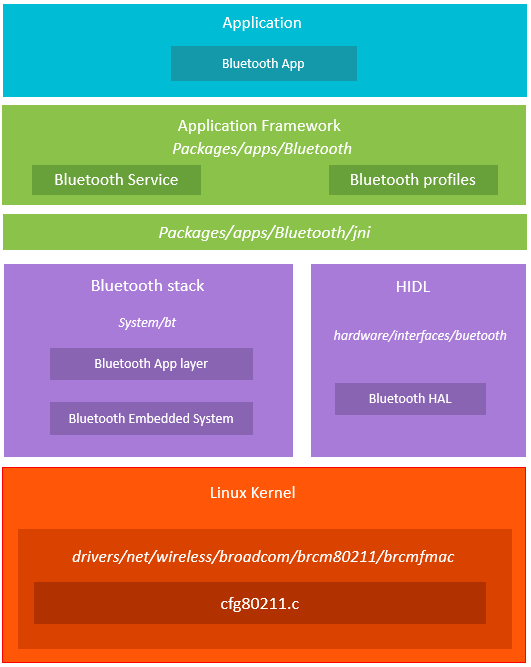 Application
Bluetooth App
Application Framework
Packages/apps/Bluetooth
Bluetooth Service
Bluetooth profiles
Packages/apps/Bluetooth/jni
Bluetooth stack
System/bt
Bluetooth App layer
Bluetooth Embedded System
HIDL
hardware/interfaces/buetooth
Bluetooth HAL
Linux Kernel
drivers/net/wireless/broadcom/brcm80211/brcmfmac
cfg80211.c